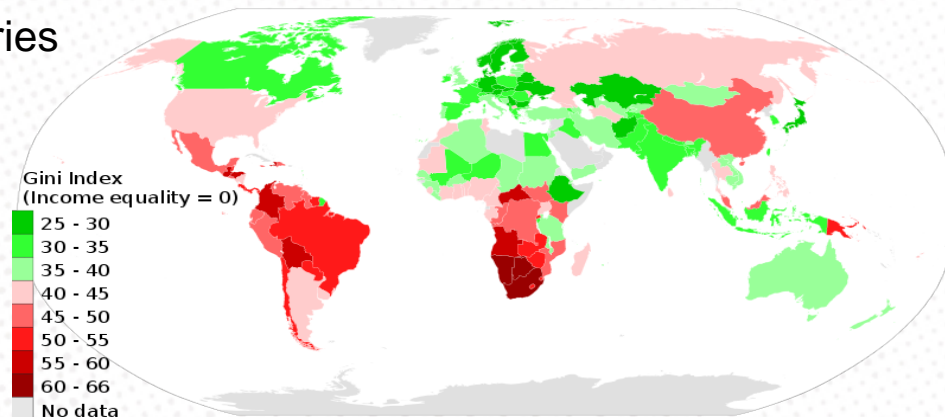 ries
Gini Index
(Income equality = 0)
25 - 30
30 - 35
35 - 40
40 - 45
45 - 50
50 - 55
55 - 60
60 - 66
No data